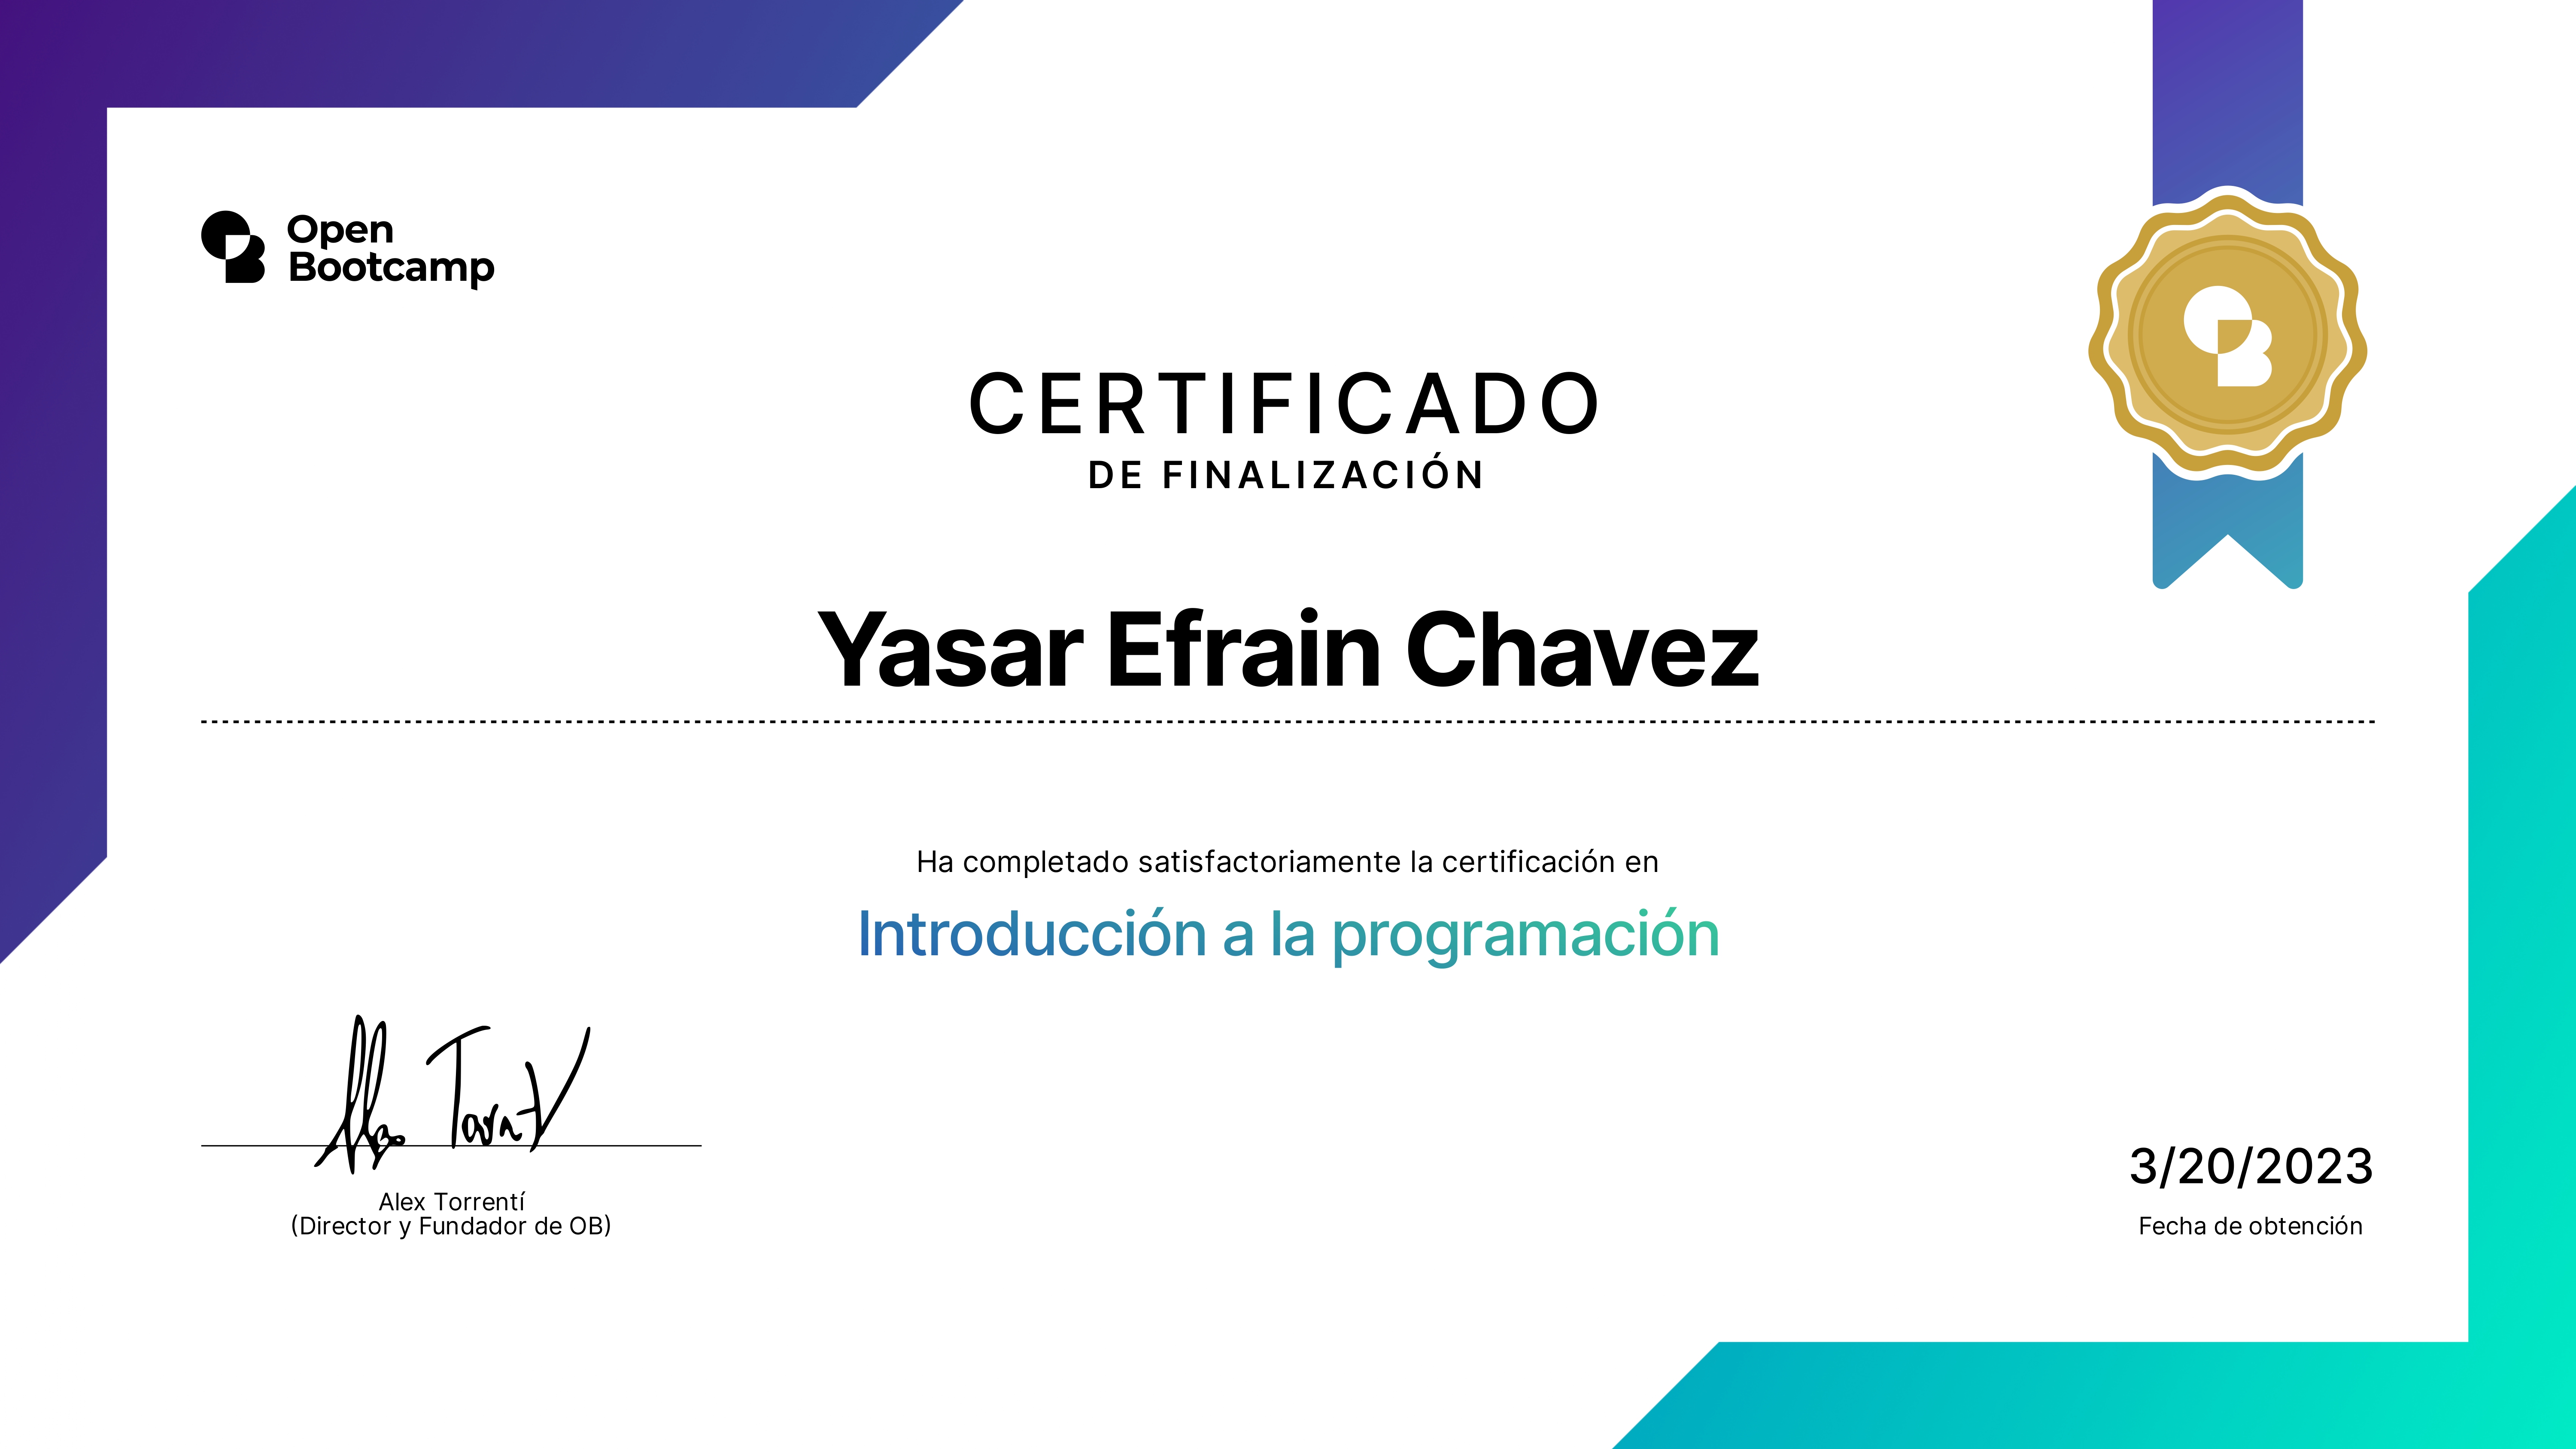 Open
Bootcamp
CERTIFICADO
DE FINALIZACIÓN
Yasar Efrain Chavez
Ha completado satisfactoriamente la certificación en
Introducción a la programación
Alex Torrentí
(Director y Fundador de OB)
3/20/2023
Fecha de obtención